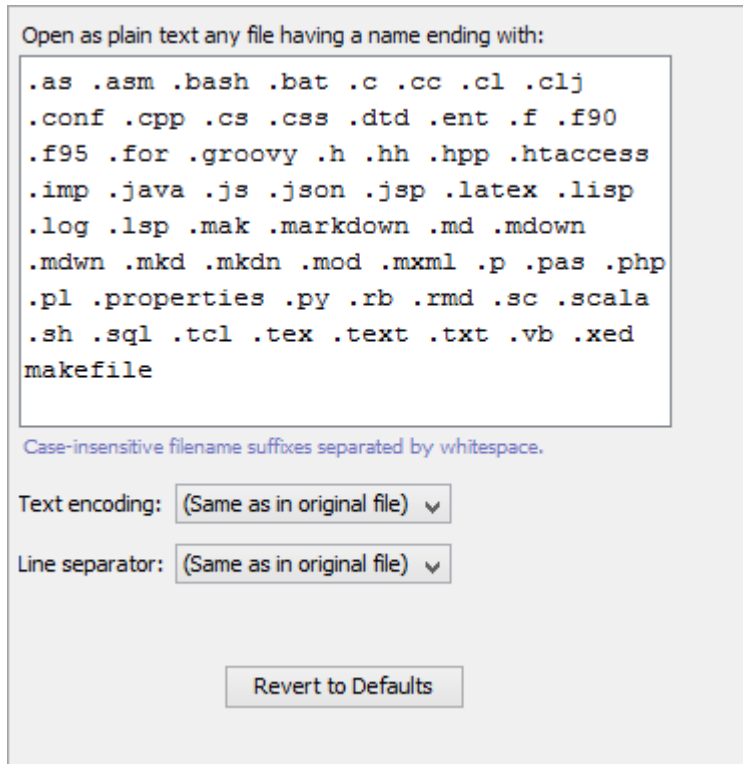 Open as plain text any file having a name ending with:
.as .asm .bash .bat .c .cc .cl .clj
.conf .cpp .cs .css .dtd .ent .f .f90
.f95 .for .groovy .h .hh .hpp .htaccess
.imp .java .js .json .jsp .latex .lisp
.log .lsp .mak .markdown .md .mdown
.mdwn .mkd .mkdn .mod .mxml .p .pas .php
.pl .properties .py .rb .rmd .sc .scala
.sh .sql .tcl .tex .text .txt .vb .xed
makefile
Case-insensitive filename suffixes separated by whitespace.
Text encoding: (Same as in original file)
Line separator: (Same as in original file)
Revert to Defaults